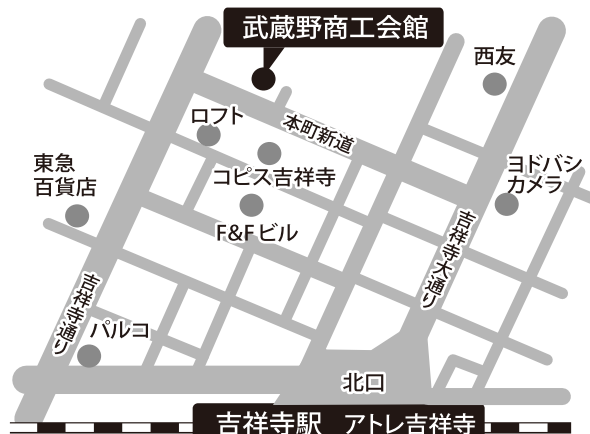 武蔵野商工会館
西友
ロフト
本町新道
東急
百貨店
コピス吉祥寺
ヨドバシ
カメラ
F&Fビル
吉祥寺大通り
吉祥寺通り
パルコ
北口
吉祥寺駅 アトレ吉祥寺